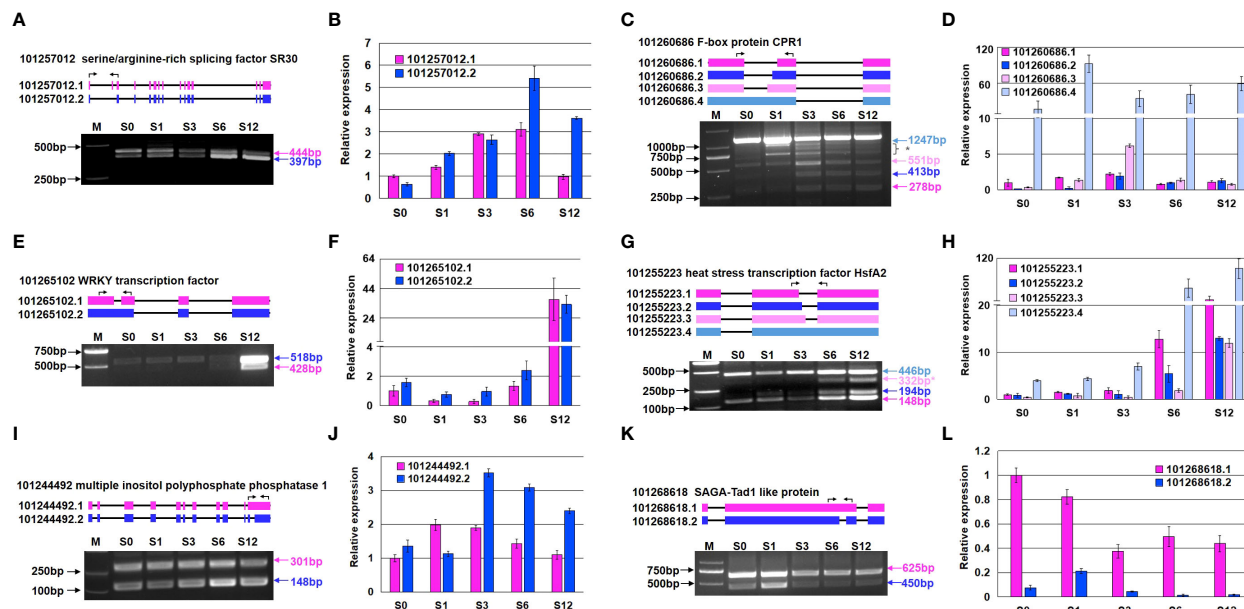 A
101257012 serine/arginine-rich splicing factor SR30
101257012.1
101257012.2
M S0 S1 S3 S6 S12
500bp
444bp
397bp
250bp
B
Relative expression
7
6
5
4
3
2
1
0
101257012.1
101257012.2
S0 S1 S3 S6 S12
C
101260686 F-box protein CPR1
101260686.1
101260686.2
101260686.3
101260686.4
M S0 S1 S3 S6 S12
1247bp
1000bp
*
750bp
551bp
500bp
413bp
250bp
278bp
D
Relative expression
120
60
10
5
0
101260686.1
101260686.2
101260686.3
101260686.4
S0 S1 S3 S6 S12
E
101265102 WRKY transcription factor
101265102.1
101265102.2
M S0 S1 S3 S6 S12
750bp
518bp
500bp
428bp
F
Relative expression
64
44
24
4
2
0
101265102.1
101265102.2
S0 S1 S3 S6 S12
G
101255223 heat stress transcription factor HsfA2
101255223.1
101255223.2
101255223.3
101255223.4
M S0 S1 S3 S6 S12
500bp
446bp
332bp*
250bp
194bp
148bp
100bp
H
Relative expression
120
20
10
0
101255223.1
101255223.2
101255223.3
101255223.4
S0 S1 S3 S6 S12
I
101244492 multiple inositol polyphosphate phosphatase 1
101244492.1
101244492.2
M S0 S1 S3 S6 S12
301bp
250bp
148bp
100bp
J
Relative expression
4
3
2
1
0
101244492.1
101244492.2
S0 S1 S3 S6 S12
K
101268618 SAGA-Tad1 like protein
101268618.1
101268618.2
M S0 S1 S3 S6 S12
750bp
625bp
500bp
450bp
L
Relative expression
1.2
1
0.8
0.6
0.4
0.2
0
101268618.1
101268618.2
S0 S1 S3 S6 S12